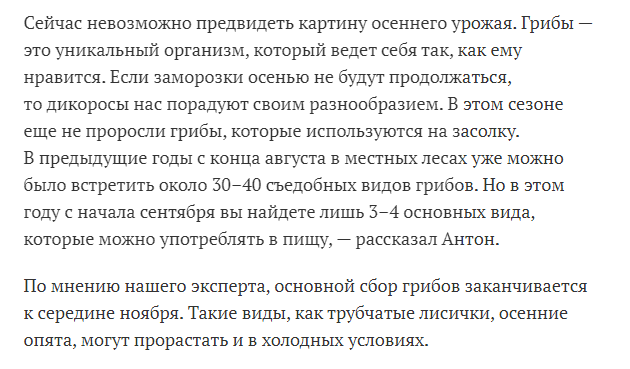 Сейчас невозможно предвидеть картину осеннего урожая. Грибы —
это уникальный организм, который ведет себя так, как ему
нравится. Если заморозки осенью не будут продолжаться,
то дикоросы нас порадуют своим разнообразием. В этом сезоне
еще не проросли грибы, которые используются на засолку.
В предыдущие годы с конца августа в местных лесах уже можно
было встретить около 30–40 съедобных видов грибов. Но в этом
году с начала сентября вы найдете лишь 3–4 основных вида,
которые можно употреблять в пищу, — рассказал Антон.
По мнению нашего эксперта, основной сбор грибов заканчивается
к середине ноября. Такие виды, как трубчатые лисички, осенние
опята, могут прорастать и в холодных условиях.